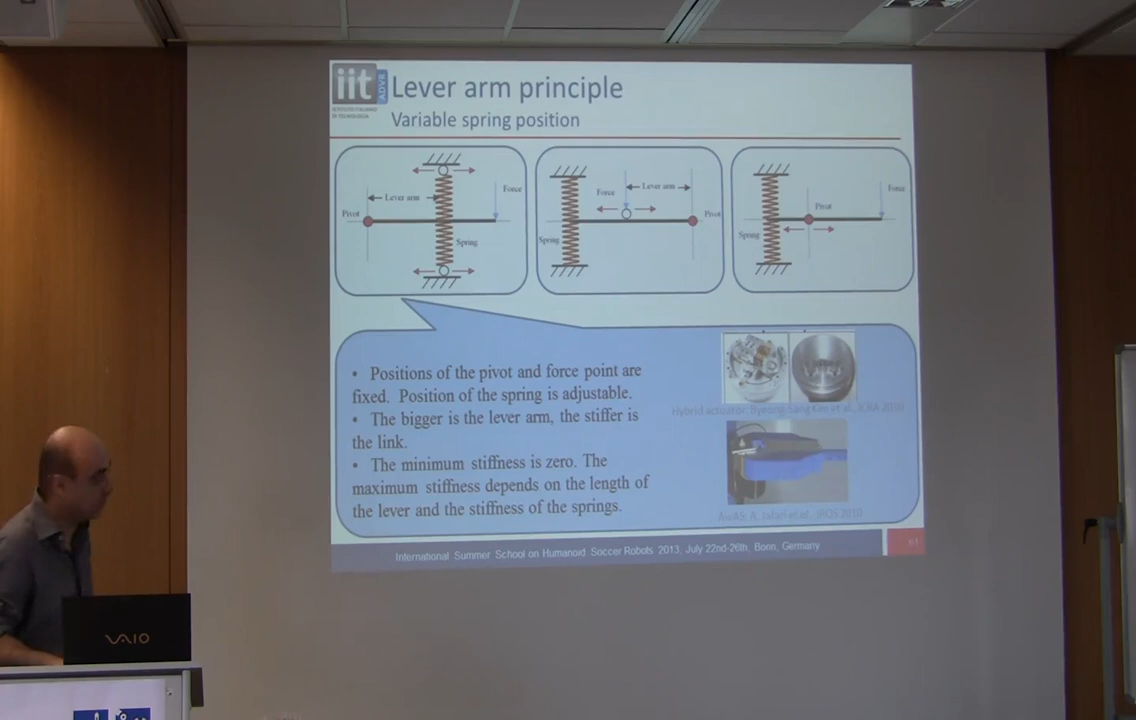 iit
ADVR
ISTITUTO ITALIANO
DI TECNOLOGIA
Lever arm principle
Variable spring position
Force
Lever arm
Pivot
Spring
Force
Lever arm
Pivot
Spring
Force
Pivot
Spring
• Positions of the pivot and force point are
fixed. Position of the spring is adjustable.
• The bigger is the lever arm, the stiffer is
the link.
• The minimum stiffness is zero. The
maximum stiffness depends on the length of
the lever and the stiffness of the springs.
Hybrid actuator, Byeong-Sang Kim et al., ICRA 2010
AwAS: A. Jafari et al., IROS 2010
International Summer School on Humanoid Soccer Robots 2013, July 22nd-26th, Bonn, Germany
VAIO